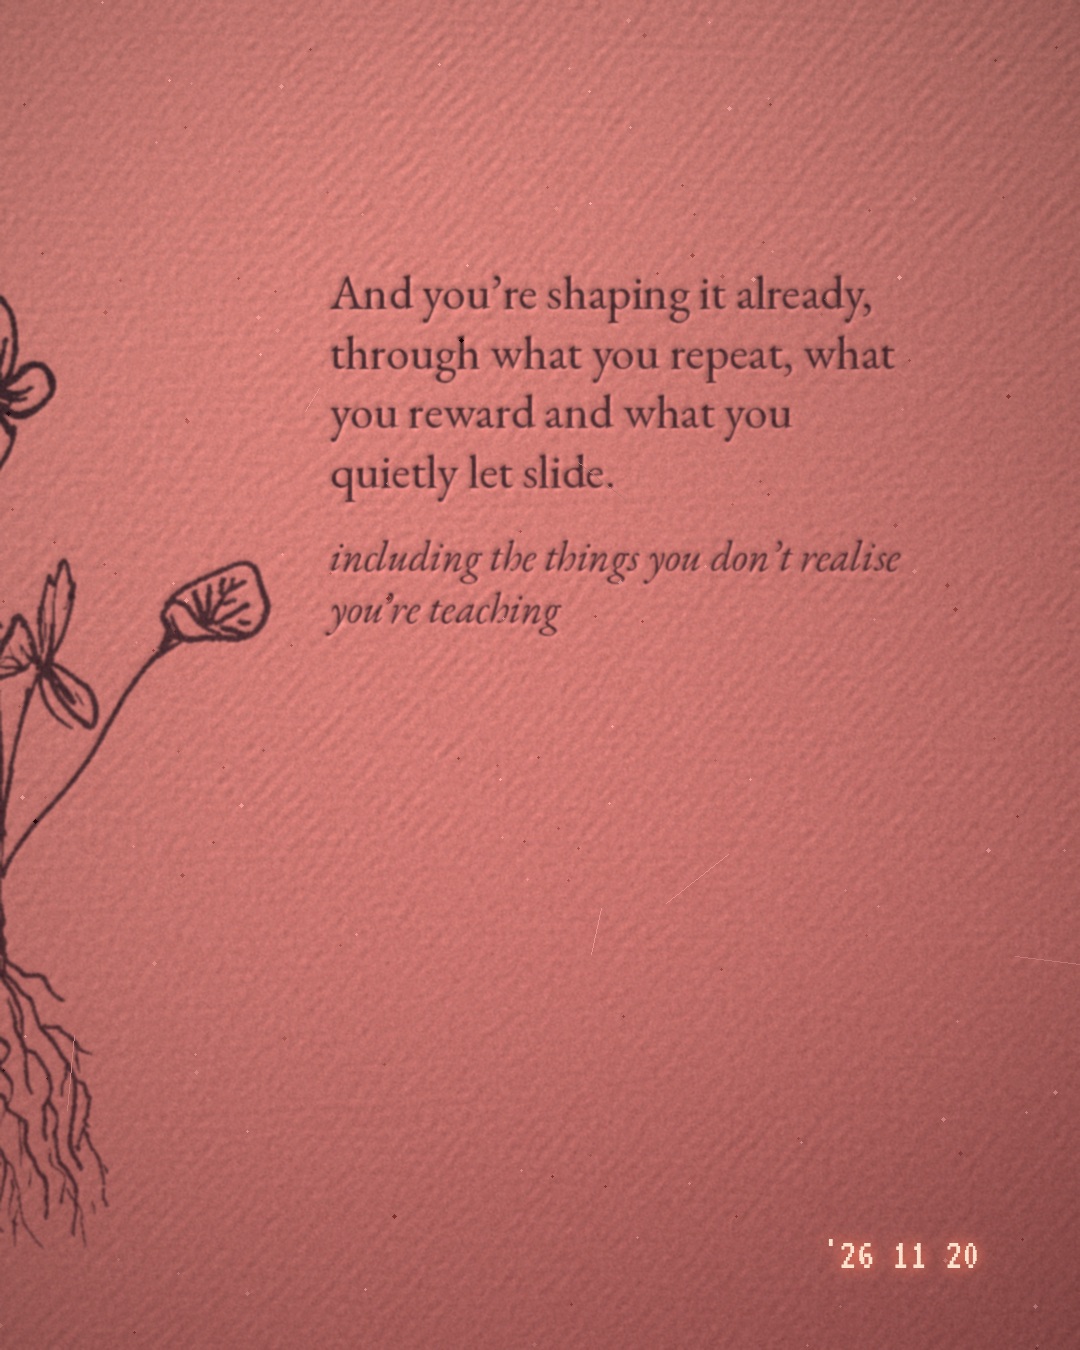 And you’re shaping it already,
through what you repeat, what
you reward and what you
quietly let slide.
including the things you don’t realise
you’re teaching
'26 11 20